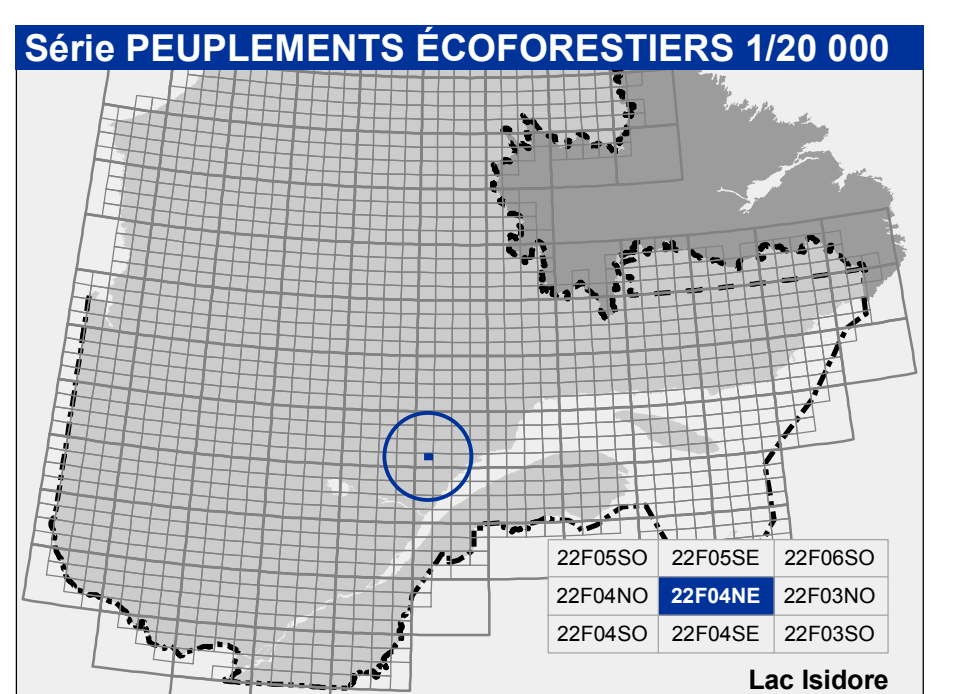 Série PEUPLEMENTS ÉCOFORESTIERS 1/20 000
22F05SO 22F05SE 22F06SO
22F04NO 22F04NE 22F03NO
22F04SO 22F04SE 22F03SO
Lac Isidore